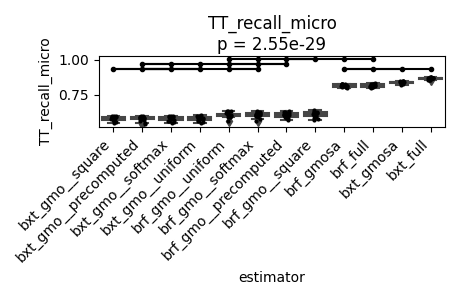 TT_recall_micro
p = 2.55e-29
TT_recall_micro
1.00
0.75
bxt_gmo__square
bxt_gmo__precomputed
bxt_gmo__softmax
bxt_gmo__uniform
brf_gmo__uniform
brf_gmo__softmax
brf_gmo__precomputed
brf_gmo__square
brf_gmosa
brf_full
bxt_gmosa
bxt_full
estimator